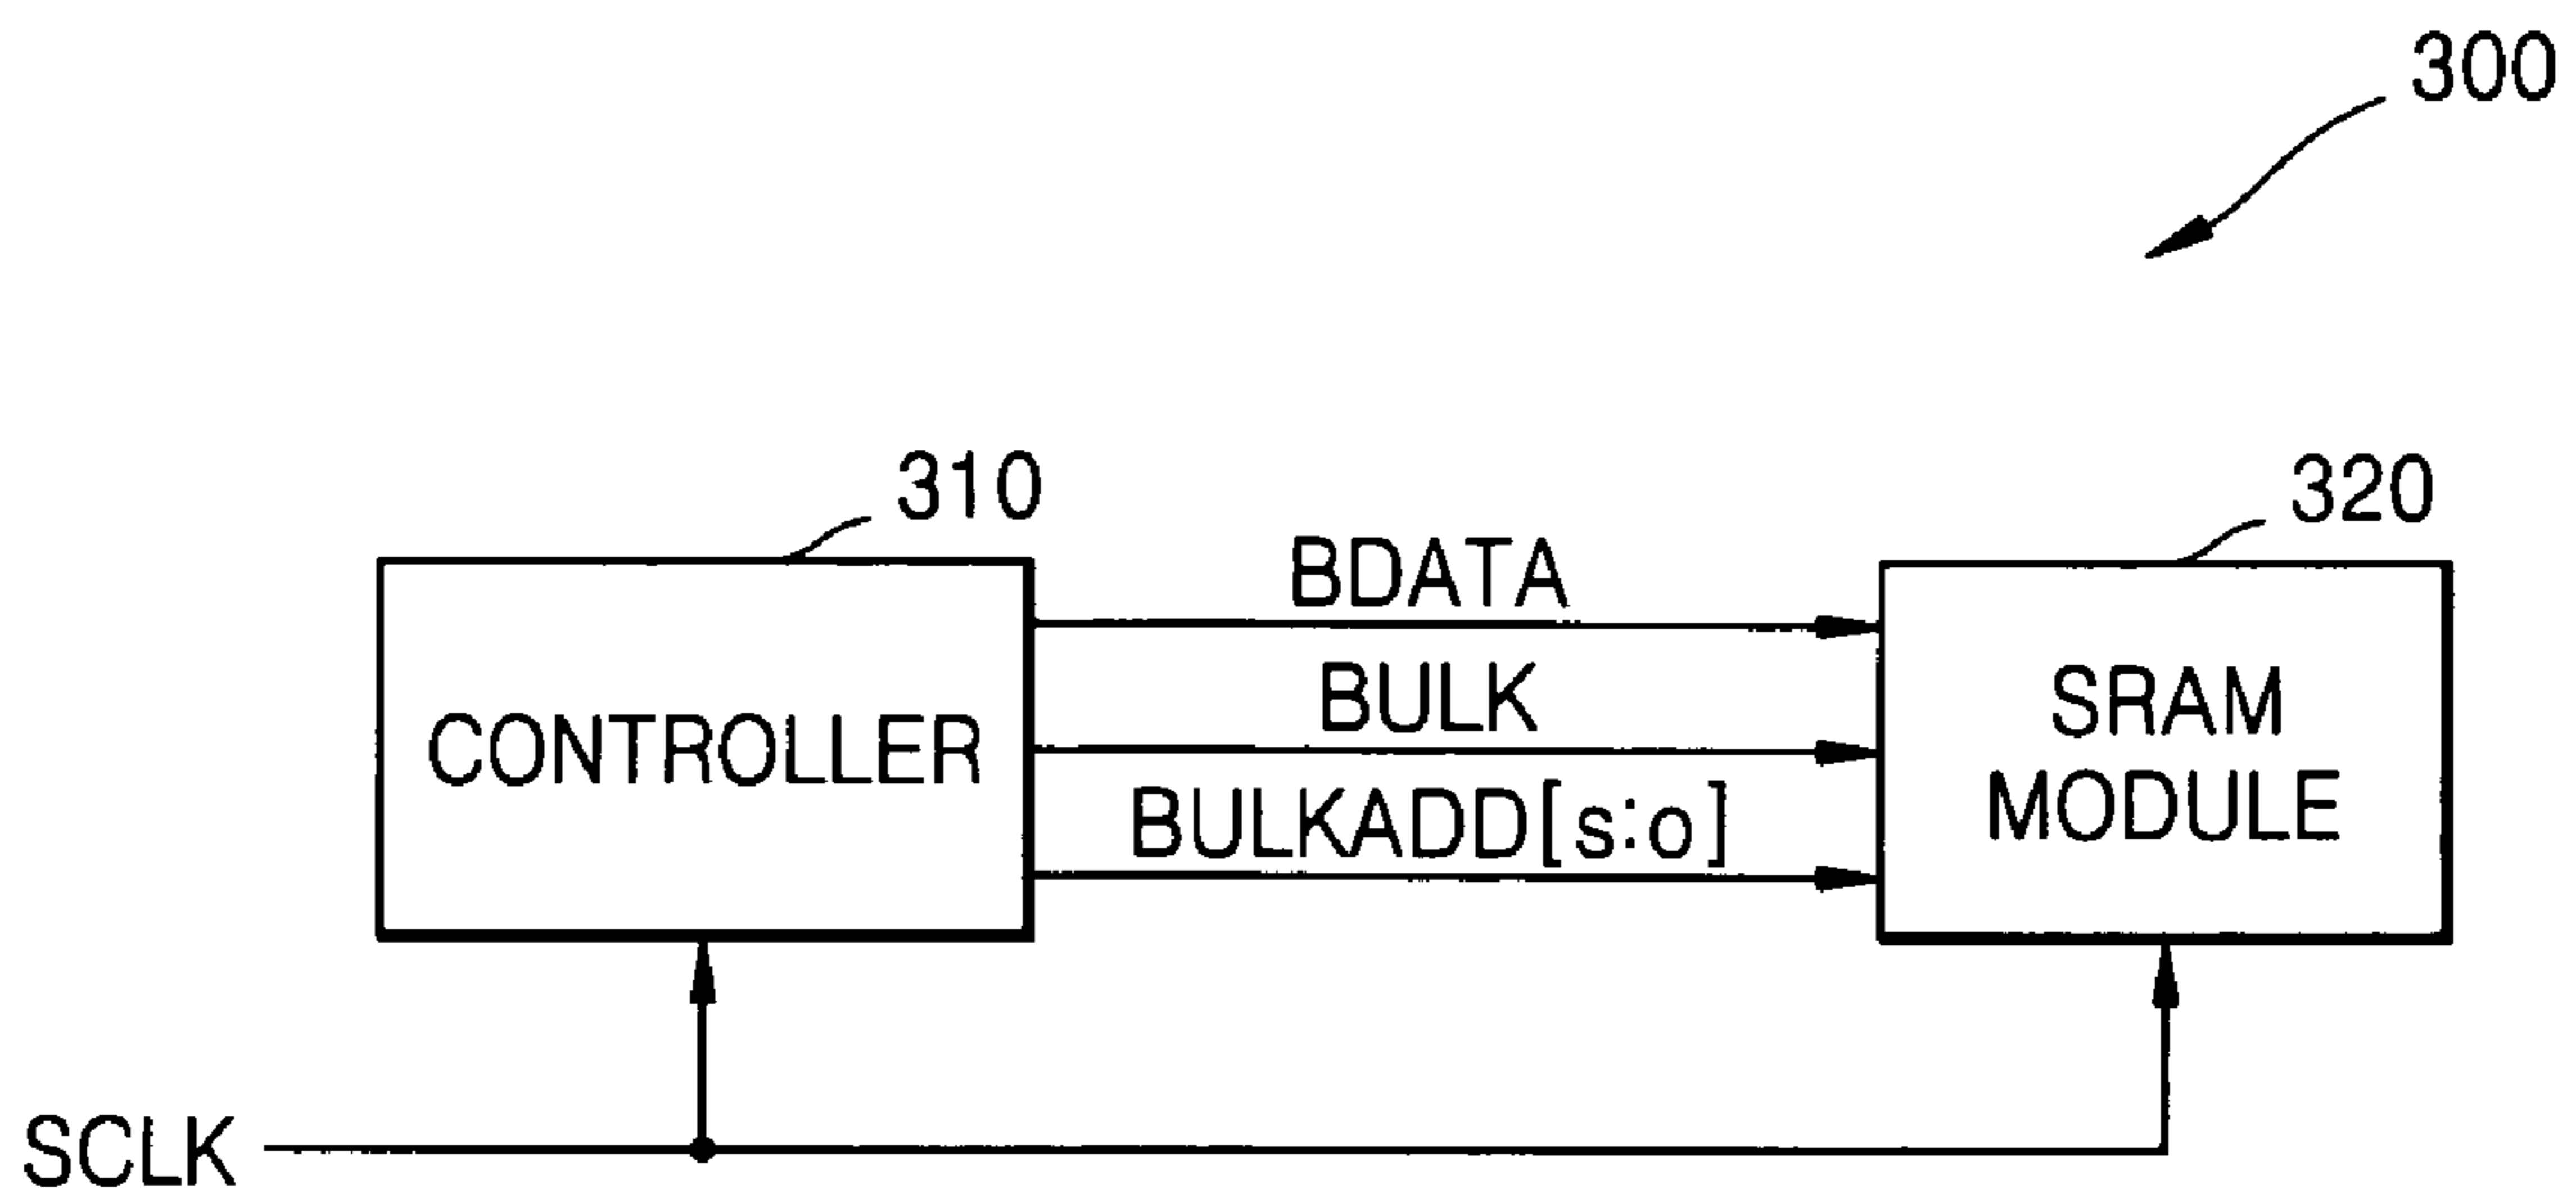 300
310
320
BDATA
BULK
SRAM
MODULE
CONTROLLER
BULKADD[s:o]
SCLK